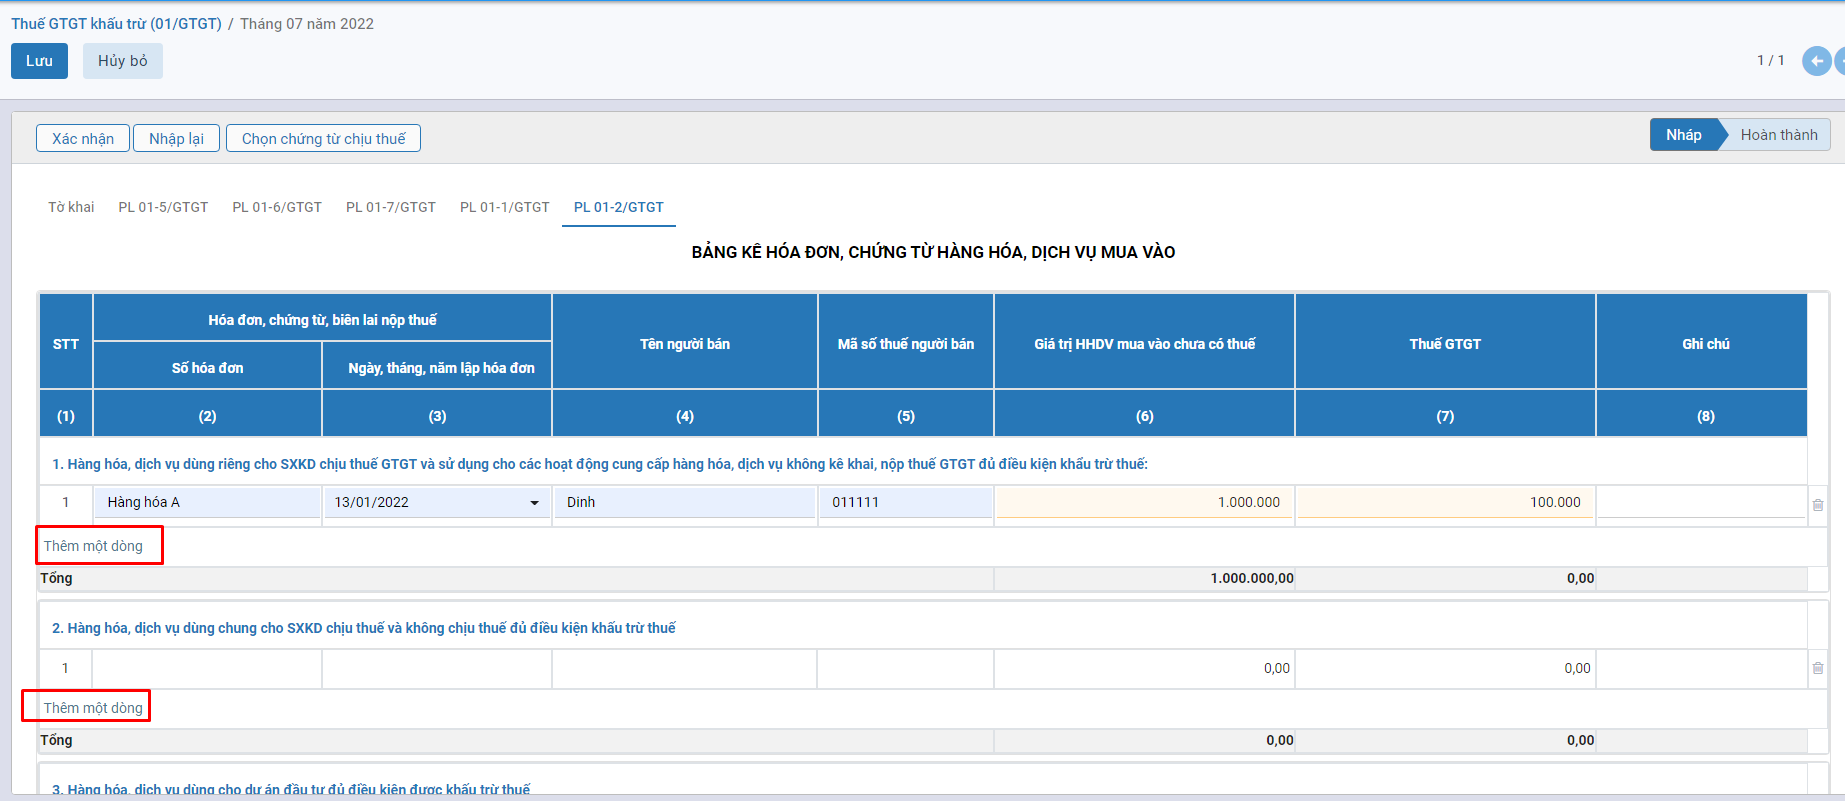 Thuế GTGT khấu trừ (01/GTGT) / Tháng 07 năm 2022
Lưu Hủy bỏ 1 / 1
Xác nhận Nhập lại Chọn chứng từ chịu thuế Nháp Hoàn thành
Tờ khai PL 01-5/GTGT PL 01-6/GTGT PL 01-7/GTGT PL 01-1/GTGT PL 01-2/GTGT
BẢNG KÊ HÓA ĐƠN, CHỨNG TỪ HÀNG HÓA, DỊCH VỤ MUA VÀO
Hóa đơn, chứng từ, biên lai nộp thuế
STT Tên người bán Mã số thuế người bán Giá trị HHDV mua vào chưa có thuế Thuế GTGT Ghi chú
Số hóa đơn Ngày, tháng, năm lập hóa đơn
(1) (2) (3) (4) (5) (6) (7) (8)
1. Hàng hóa, dịch vụ dùng riêng cho SXKD chịu thuế GTGT và sử dụng cho các hoạt động cung cấp hàng hóa, dịch vụ không kê khai, nộp thuế GTGT đủ điều kiện khấu trừ thuế:
1 Hàng hóa A 13/01/2022 Dinh 011111 1.000.000 100.000
Thêm một dòng
Tổng 1.000.000,00 0,00
2. Hàng hóa, dịch vụ dùng chung cho SXKD chịu thuế và không chịu thuế đủ điều kiện khấu trừ thuế
1 0,00 0,00
Thêm một dòng
Tổng 0,00 0,00
3. Hàng hóa, dịch vụ dùng cho dự án đầu tư đủ điều kiện được khấu trừ thuế